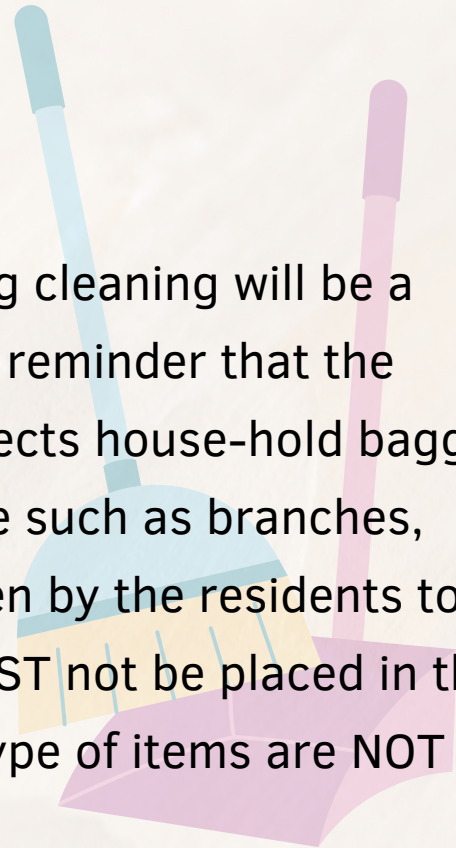 g cleaning will be a
reminder that the
ects house-hold bagg
e such as branches,
en by the residents to
ST not be placed in th
ype of items are NOT